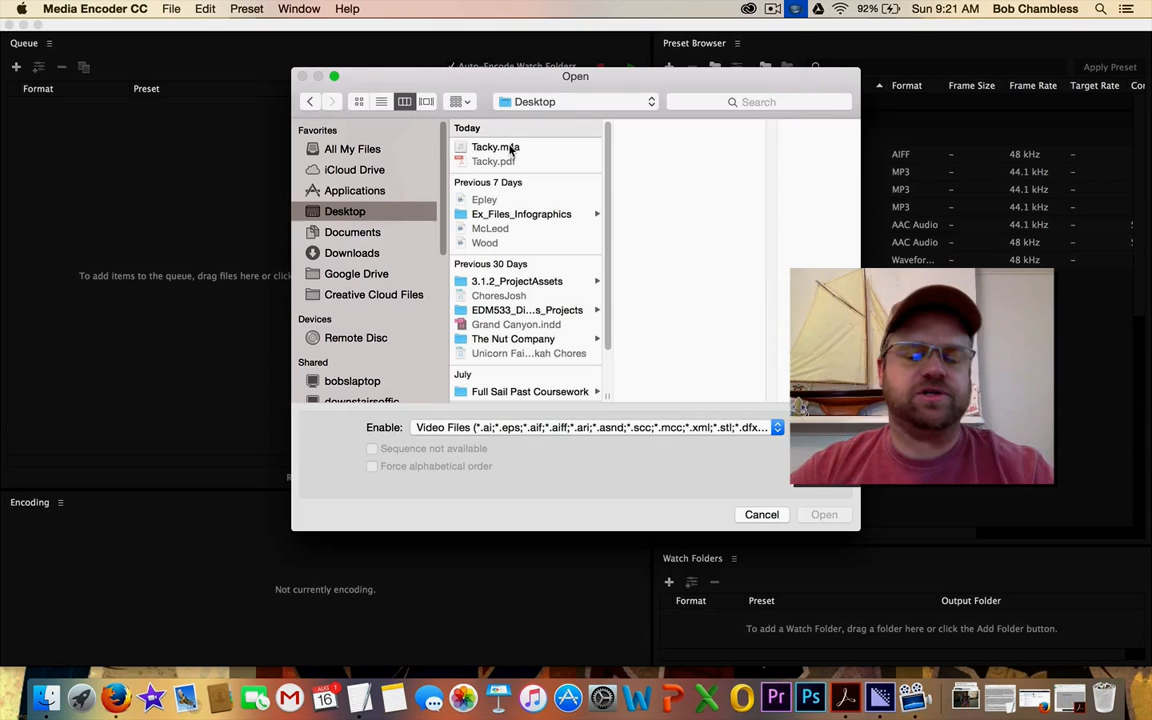 Media Encoder CC File Edit Preset Window Help 92% Sun 9:21 AM Bob Chambless
Queue Preset Browser
Auto-Encode Watch Folders Apply Preset
Format Preset
Format Frame Size Frame Rate Target Rate
Open
Desktop Search
Favorites
All My Files
iCloud Drive
Applications
Desktop
Documents
Downloads
Google Drive
Creative Cloud Files
Devices
Remote Disc
Shared
bobslaptop
Today
Tacky.pdf
Previous 7 Days
Epley
Ex_Files_Infographics
McLeod
Wood
Previous 30 Days
3.1.2_ProjectAssets
ChoresJosh
EDM533_Di...s_Projects
Grand Canyon.indd
The Nut Company
Unicorn Fai...kah Chores
July
Full Sail Past Coursework
Enable: Video Files (*.ai;*.eps;*.aif;*.aiff;*.ari;*.asnd;*.scc;*.mcc;*.xml;*.stl;*.dfx...
Sequence not available
Force alphabetical order
Cancel Open
AIFF – 48 kHz –
MP3 – 44.1 kHz –
MP3 – 44.1 kHz –
MP3 – 44.1 kHz –
AAC Audio – 44.1 kHz –
AAC Audio – 48 kHz –
Wavefor... – 48 kHz –
To add items to the queue, drag files here or click
Encoding
Not currently encoding.
Watch Folders
Format Preset Output Folder
To add a Watch Folder, drag a folder here or click the Add Folder button.
AUG
16
Pr Ps